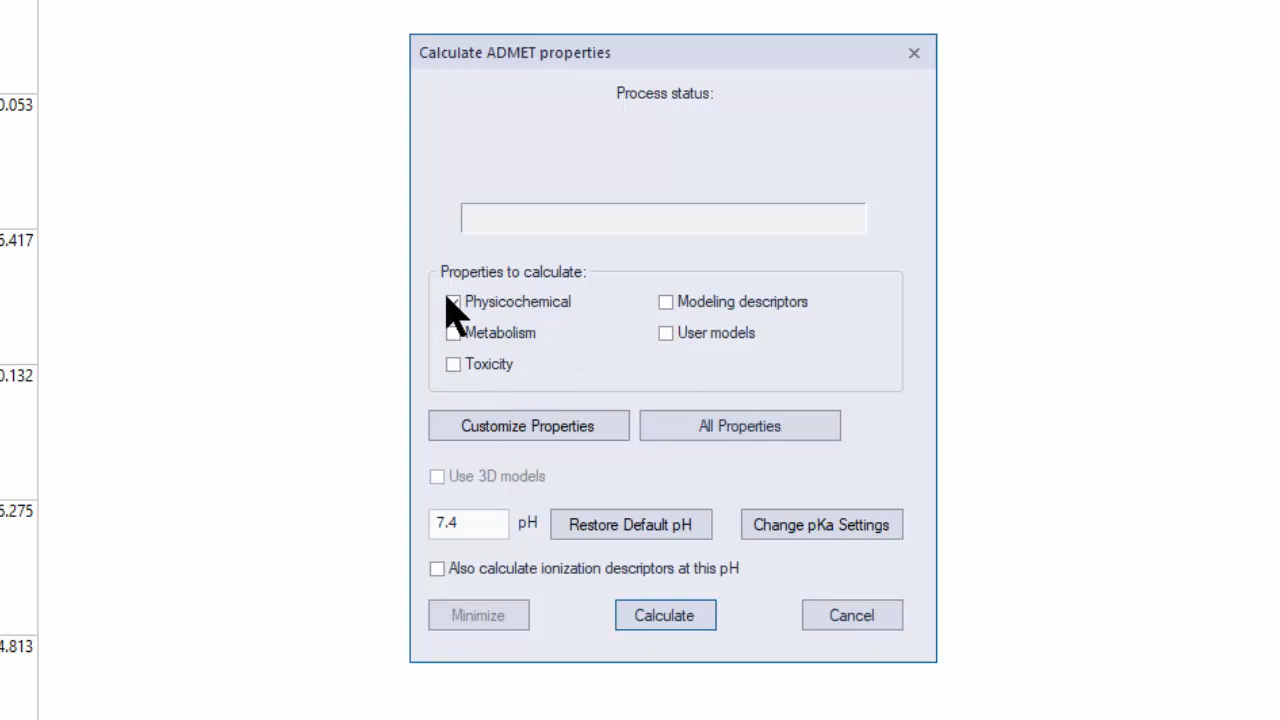 Calculate ADMET properties
Process status:
0.053
5.417
Properties to calculate:
Physicochemical
Modeling descriptors
Metabolism
User models
Toxicity
0.132
Customize Properties
All Properties
Use 3D models
5.275
7.4
pH
Restore Default pH
Change pKa Settings
Also calculate ionization descriptors at this pH
Minimize
Calculate
Cancel
4.813